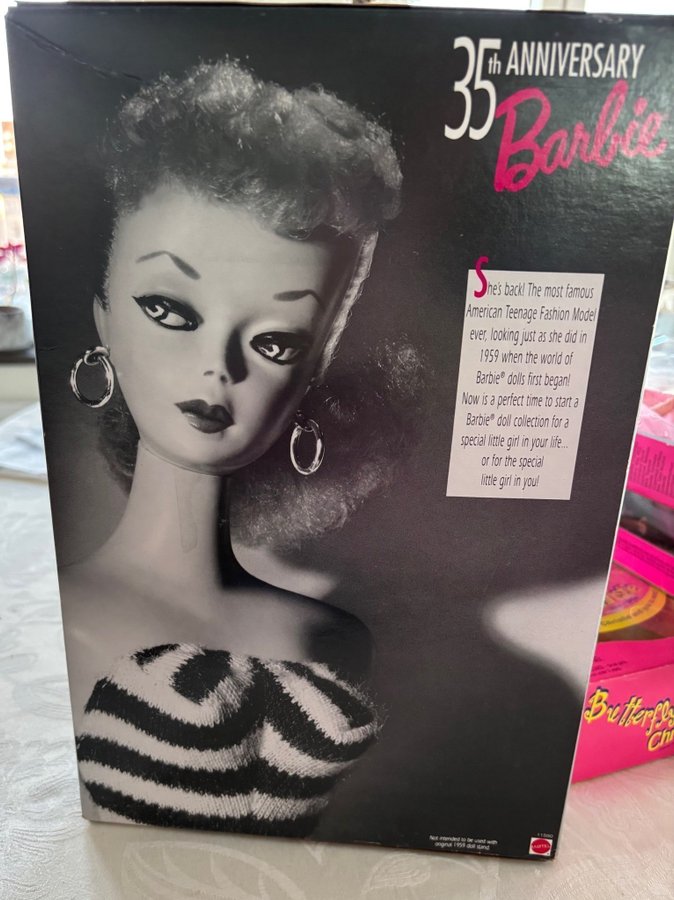 35th ANNIVERSARY
Barbie
She's back! The most famous
American Teenage Fashion Model
ever, looking just as she did in
1959 when the world of
Barbie® dolls first began!
Now is a perfect time to start a
Barbie® doll collection for a
special little girl in your life...
or for the special
little girl in you!
Butterfly
Not intended to be used with
original 1959 doll stand.
11590